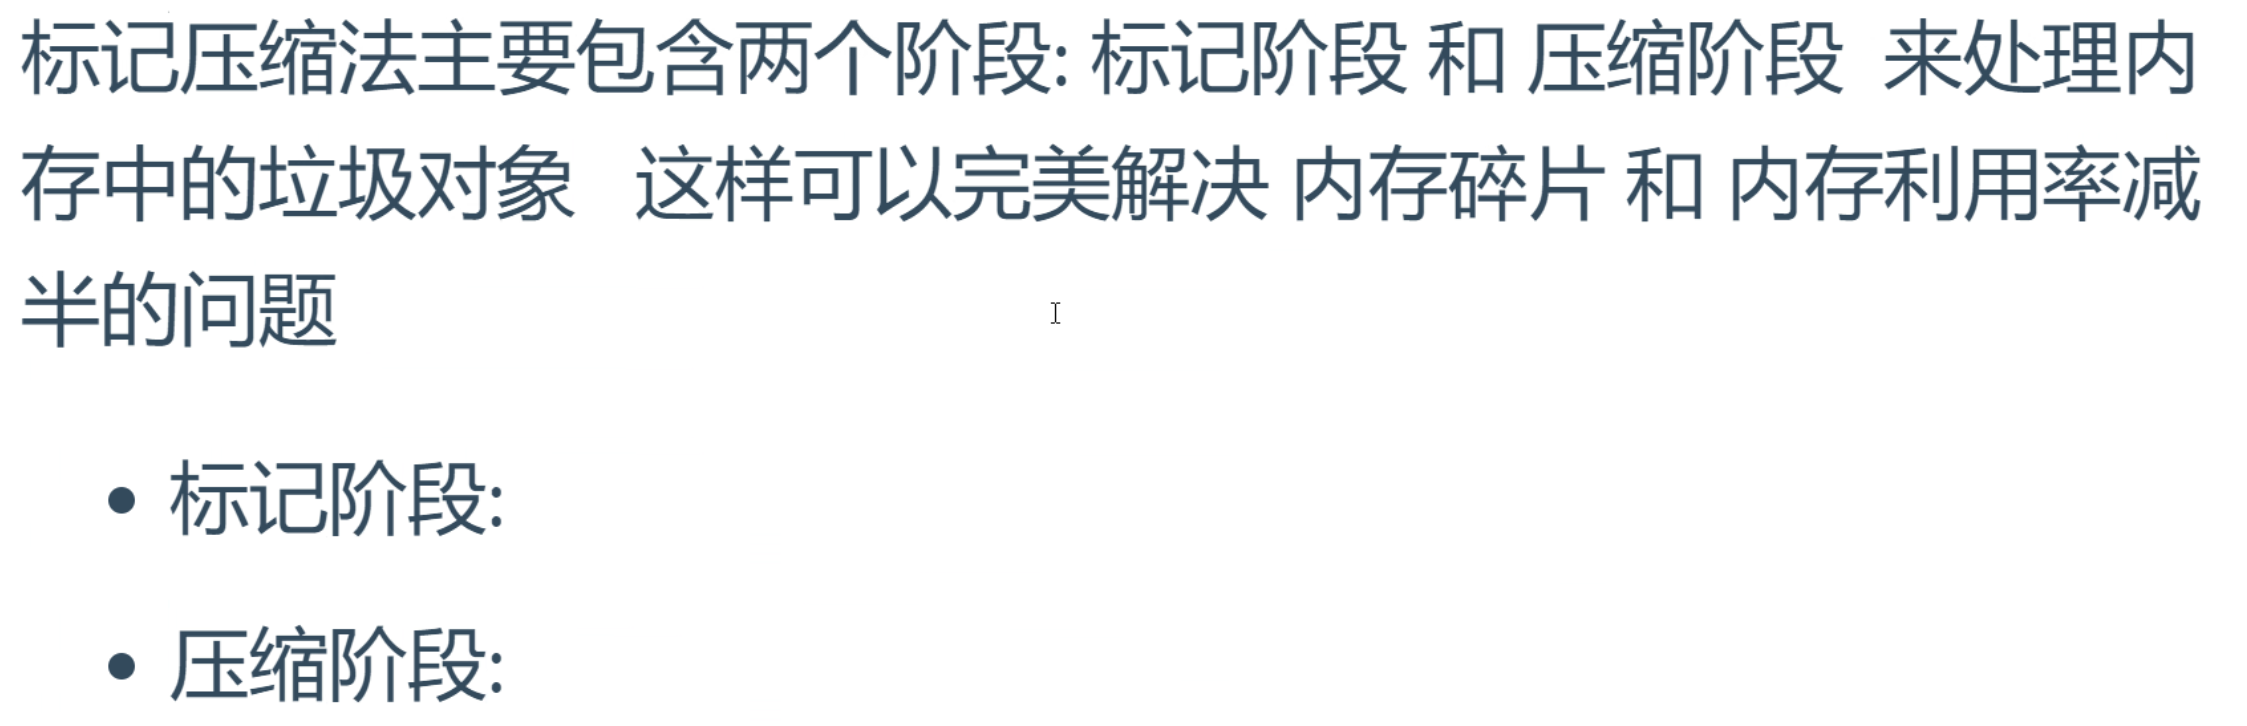 标记压缩法主要包含两个阶段: 标记阶段 和 压缩阶段 来处理内
存中的垃圾对象 这样可以完美解决 内存碎片 和 内存利用率减
半的问题
• 标记阶段:
• 压缩阶段: